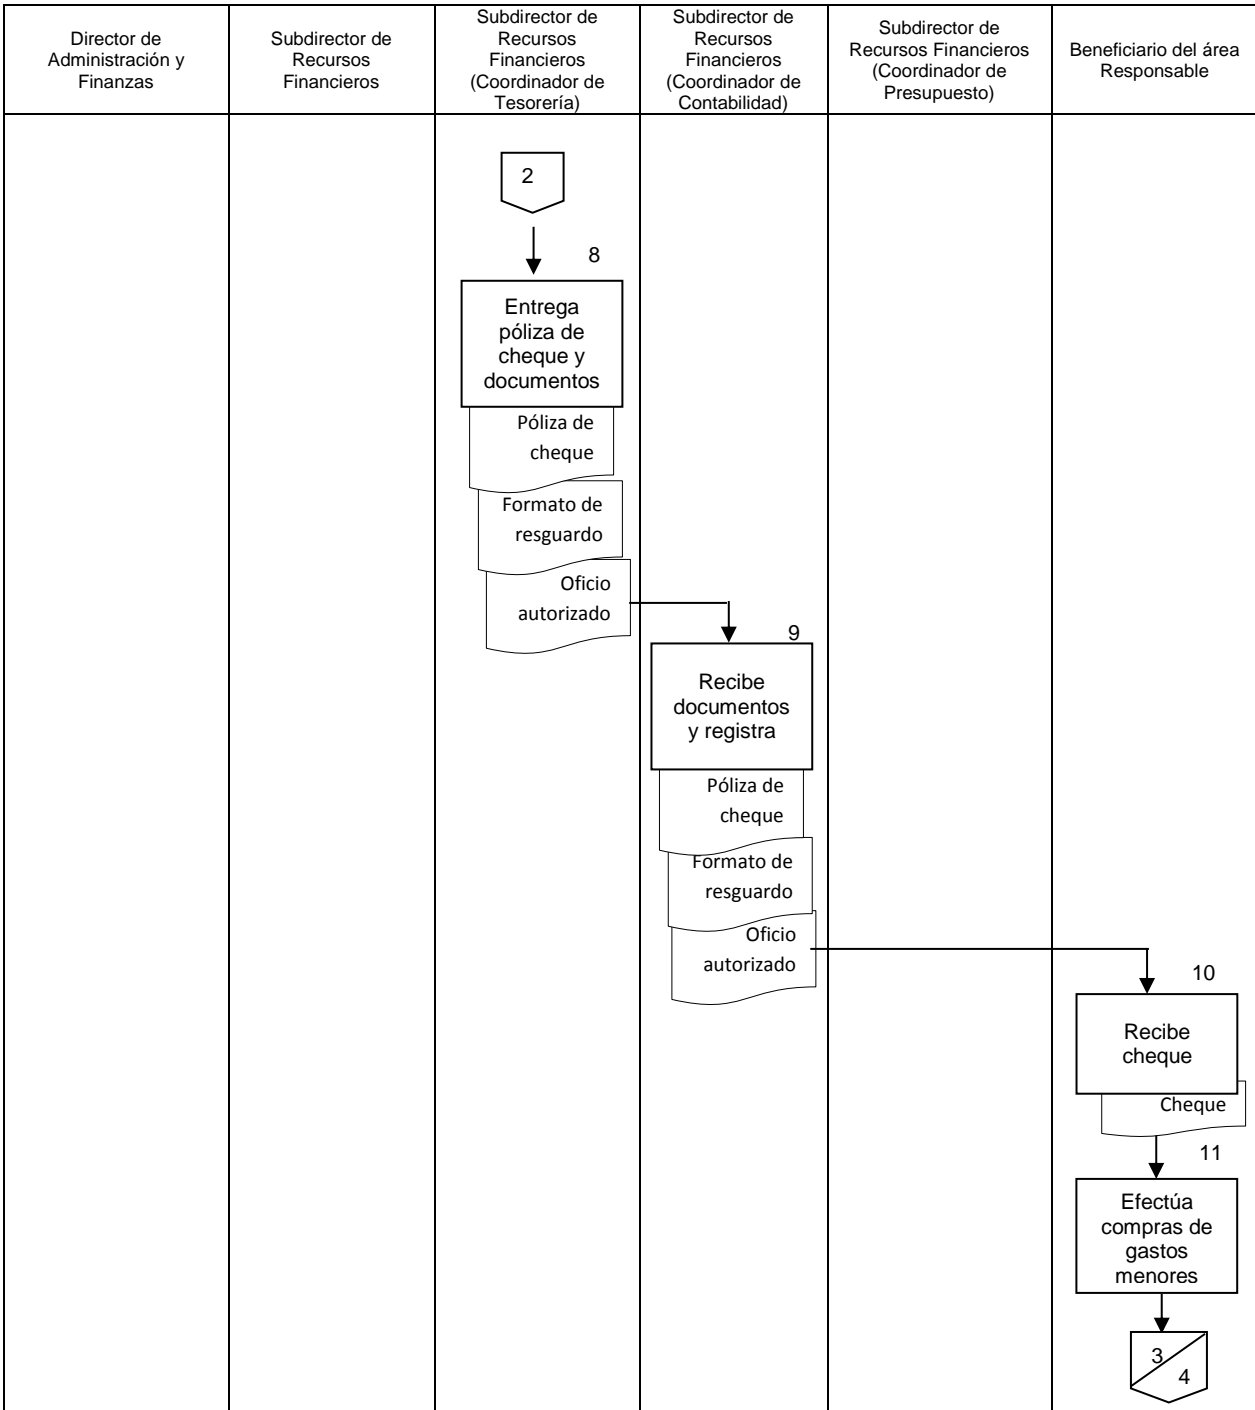 Director de
Administración y
Finanzas
Subdirector de
Recursos
Financieros
Subdirector de
Recursos
Financieros
(Coordinador de
Tesorería)
Subdirector de
Recursos
Financieros
(Coordinador de
Contabilidad)
Subdirector de
Recursos Financieros
(Coordinador de
Presupuesto)
Beneficiario del área
Responsable
2
8
Entrega
póliza de
cheque y
documentos
Póliza de
cheque
Formato de
resguardo
Oficio
autorizado
9
Recibe
documentos
y registra
Póliza de
cheque
Formato de
resguardo
Oficio
autorizado
10
Recibe
cheque
Cheque
11
Efectúa
compras de
gastos
menores
3
4